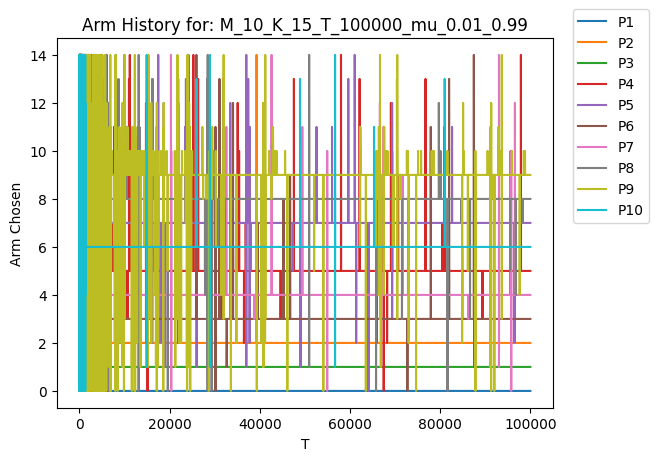 Arm History for: M_10_K_15_T_100000_mu_0.01_0.99
P1
P2
P3
P4
P5
P6
P7
P8
P9
P10
Arm Chosen
14
12
10
8
6
4
2
0
0
20000
40000
60000
80000
100000
T